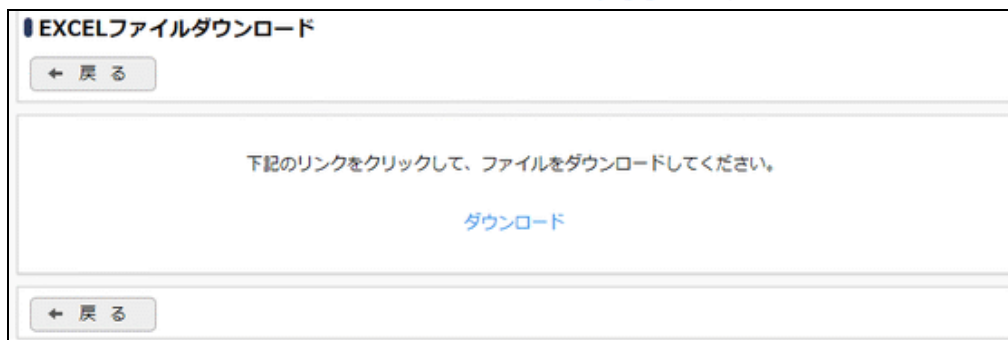 EXCELファイルダウンロード
← 戻 る
下記のリンクをクリックして、ファイルをダウンロードしてください。
ダウンロード
← 戻 る